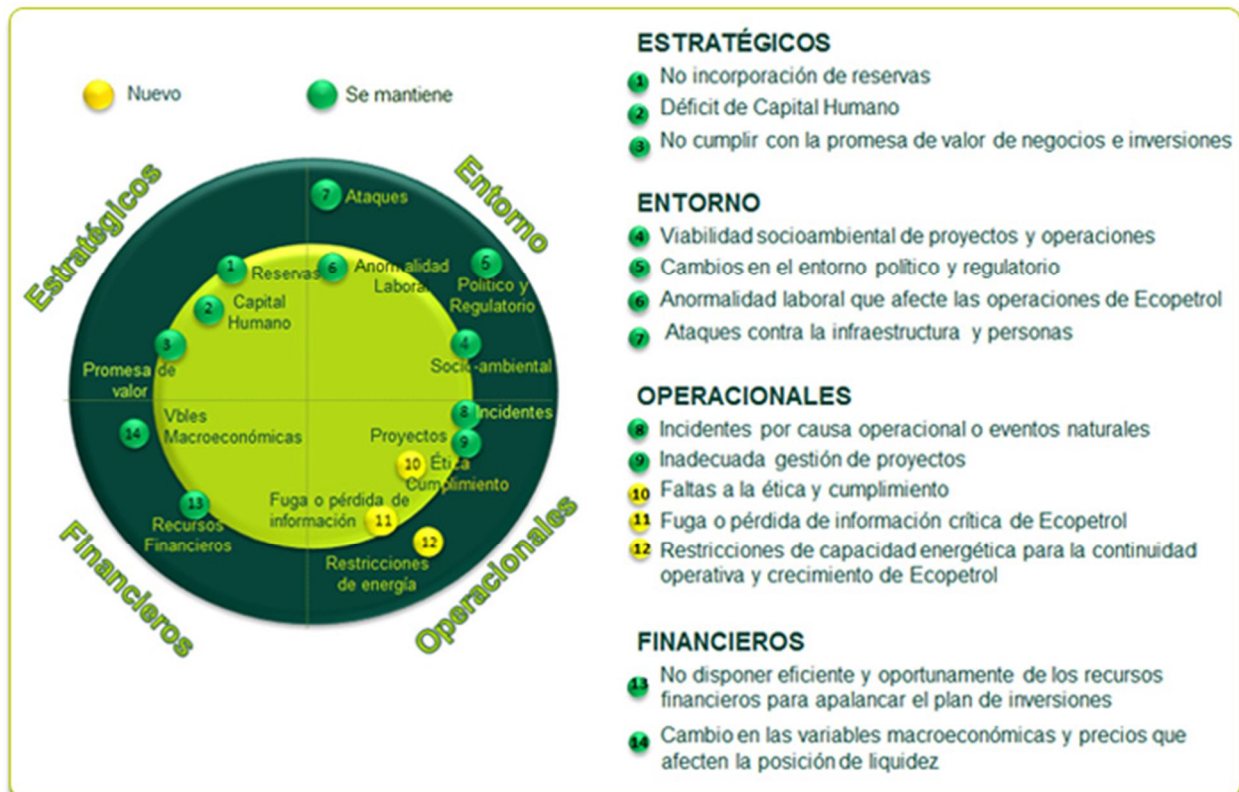 Nuevo
Se mantiene
Estratégicos
Entorno
7 Ataques
1 Reservas
6 Anormalidad
Laboral
5
Político y
Regulatorio
2 Capital
Humano
3
Promesa de
valor
4
Socio-ambiental
14 Vbles
Macroeconómicas
8 Incidentes
Proyectos 9
10 Ética
Cumplimiento
Fuga o pérdida de
información 11
12
Restricciones
de energía
13
Recursos
Financieros
Financieros
Operacionales
ESTRATÉGICOS
1 No incorporación de reservas
2 Déficit de Capital Humano
3 No cumplir con la promesa de valor de negocios e inversiones
ENTORNO
4 Viabilidad socioambiental de proyectos y operaciones
5 Cambios en el entorno político y regulatorio
6 Anormalidad laboral que afecte las operaciones de Ecopetrol
7 Ataques contra la infraestructura y personas
OPERACIONALES
8 Incidentes por causa operacional o eventos naturales
9 Inadecuada gestión de proyectos
10 Faltas a la ética y cumplimiento
11 Fuga o pérdida de información crítica de Ecopetrol
12 Restricciones de capacidad energética para la continuidad
operativa y crecimiento de Ecopetrol
FINANCIEROS
13 No disponer eficiente y oportunamente de los recursos
financieros para apalancar el plan de inversiones
14 Cambio en las variables macroeconómicas y precios que
afecten la posición de liquidez